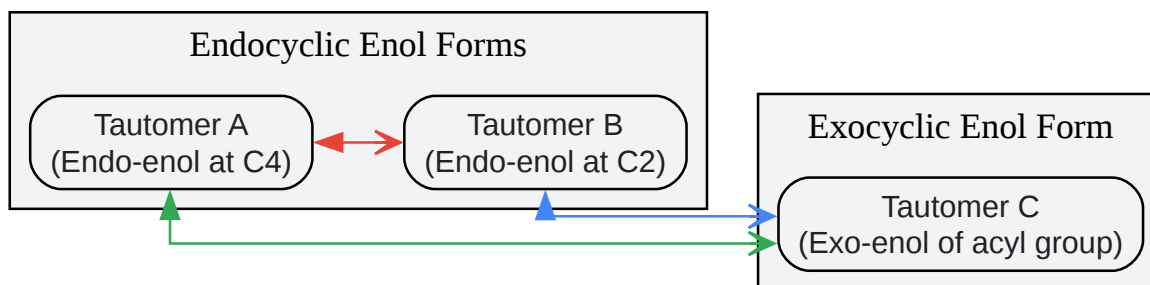 Endocyclic Enol Forms
Tautomer A
(Endo-enol at C4)
Tautomer B
(Endo-enol at C2)
Exocyclic Enol Form
Tautomer C
(Exo-enol of acyl group)